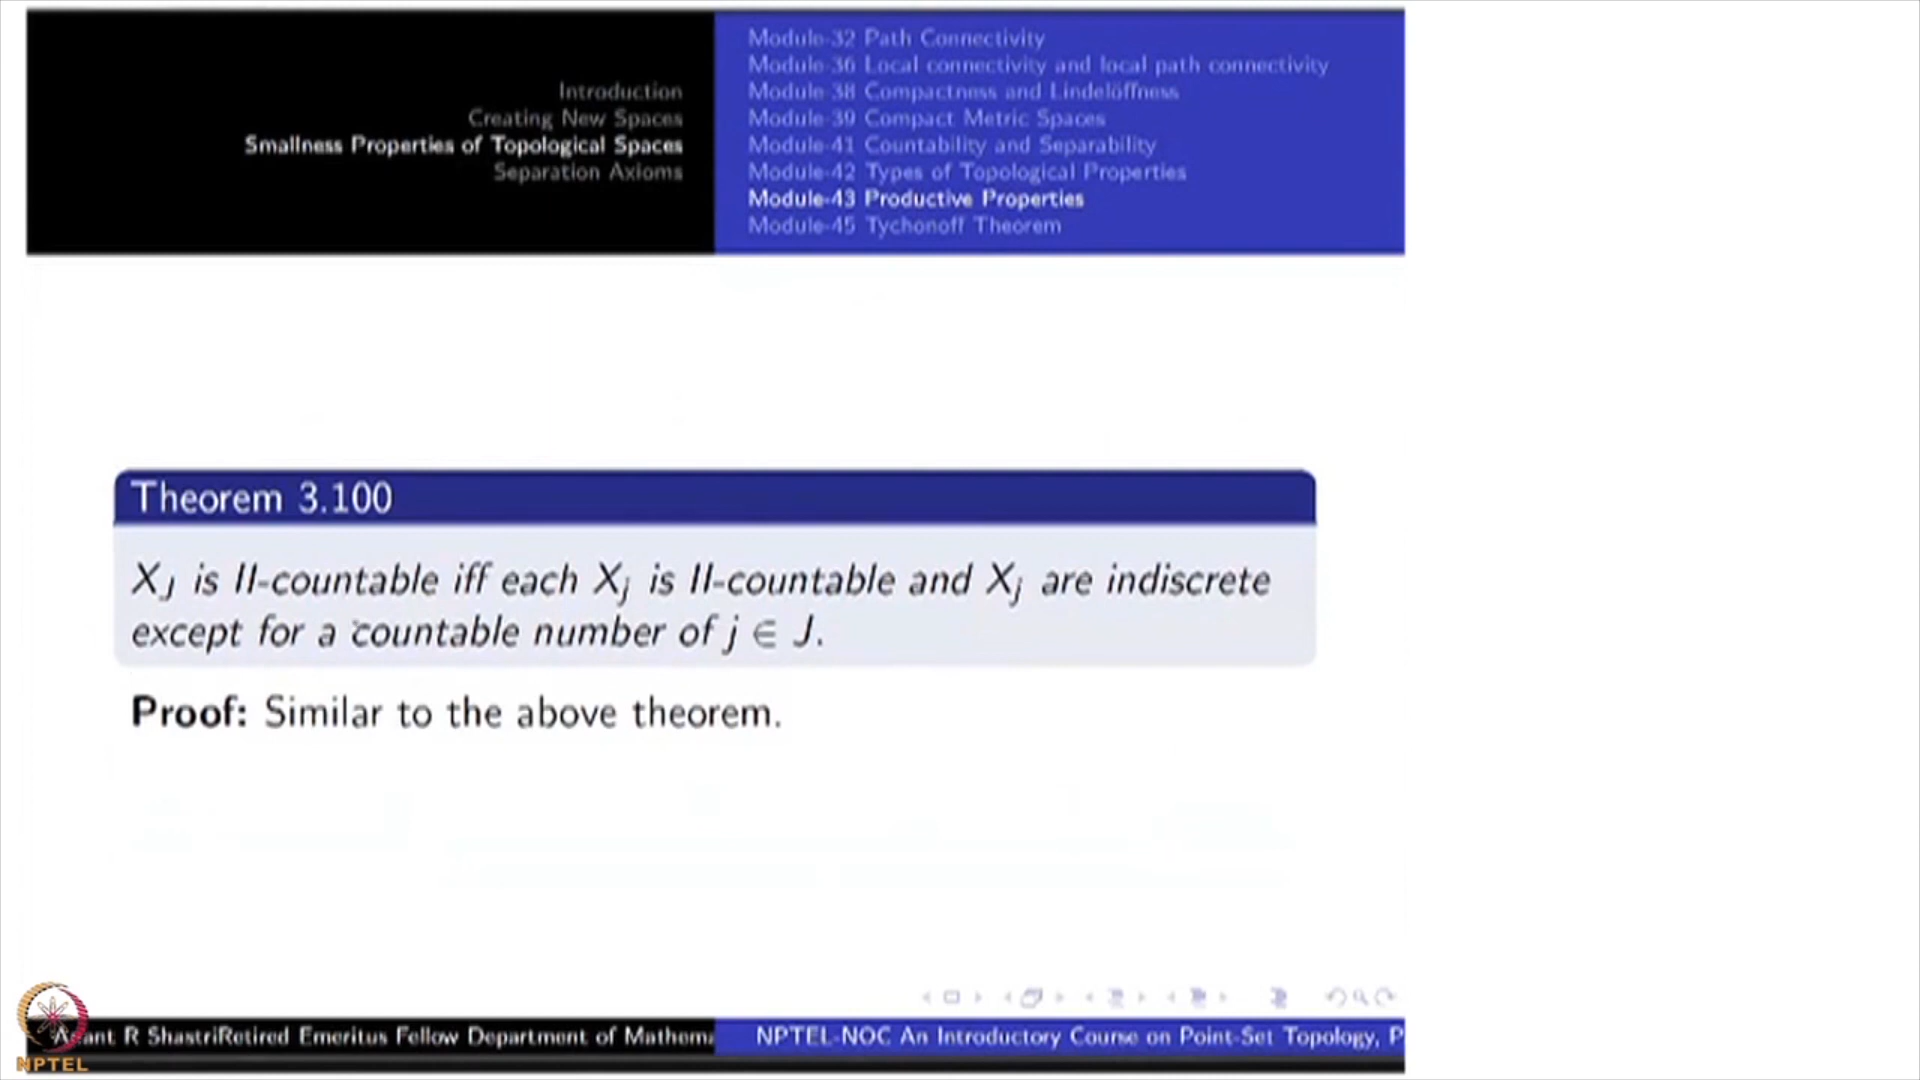 Introduction
Creating New Spaces
Smallness Properties of Topological Spaces
Separation Axioms
Module-32 Path Connectivity
Module-36 Local connectivity and local path connectivity
Module-38 Compactness and Lindelöffness
Module-39 Compact Metric Spaces
Module-41 Countability and Separability
Module-42 Types of Topological Properties
Module-43 Productive Properties
Module-45 Tychonoff Theorem
Theorem 3.100
X_J is II-countable iff each X_j is II-countable and X_j are indiscrete
except for a countable number of j ∈ J.
Proof: Similar to the above theorem.
R Shastri Retired Emeritus Fellow Department of Mathema
NPTEL-NOC An Introductory Course on Point-Set Topology, P
NPTEL